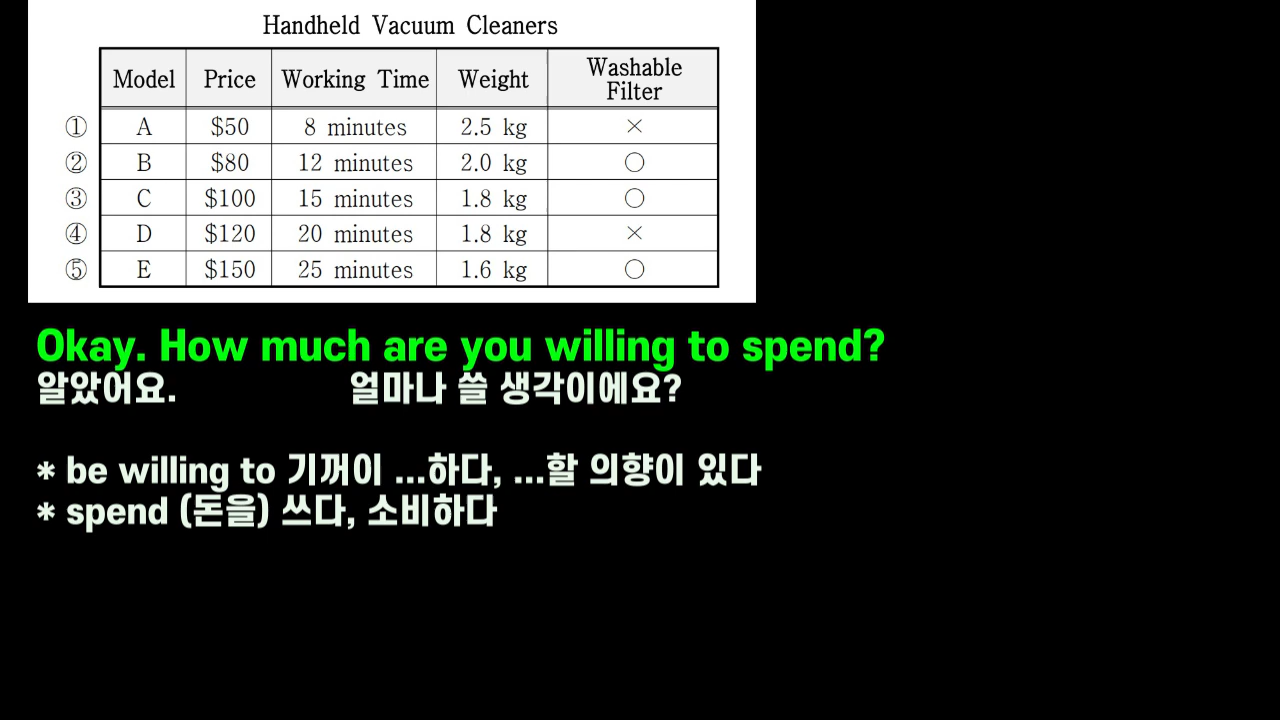 Handheld Vacuum Cleaners
Model Price Working Time Weight Washable Filter
① A $50 8 minutes 2.5 kg ×
② B $80 12 minutes 2.0 kg ○
③ C $100 15 minutes 1.8 kg ○
④ D $120 20 minutes 1.8 kg ×
⑤ E $150 25 minutes 1.6 kg ○
Okay. How much are you willing to spend?
알았어요. 얼마나 쓸 생각이에요?
* be willing to 기꺼이 ...하다, ...할 의향이 있다
* spend (돈을) 쓰다, 소비하다